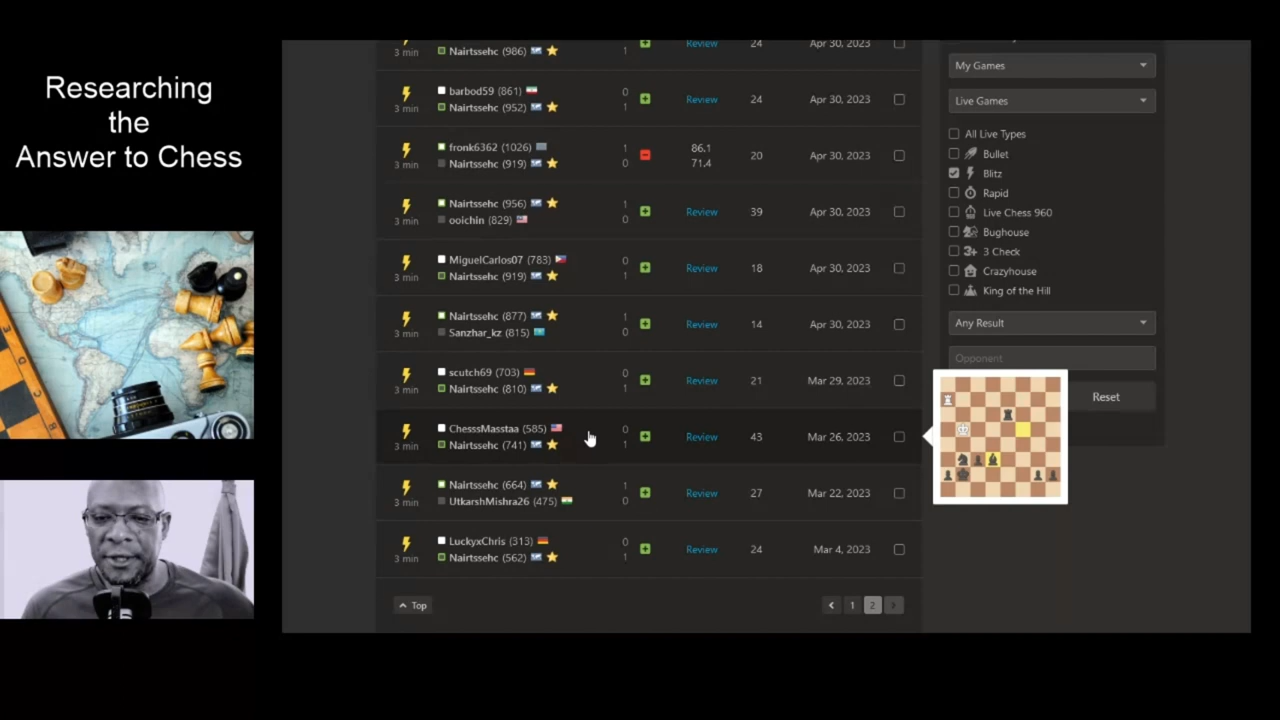 Researching
the
Answer to Chess
3 min
Nairtssehc (986) 1 Review 24 Apr 30, 2023
barbod59 (861) 0
3 min Nairtssehc (952) 1 Review 24 Apr 30, 2023
fronk6362 (1026) 1 86.1
3 min Nairtssehc (919) 0 71.4 20 Apr 30, 2023
Nairtssehc (956) 1
3 min ooichin (829) 0 Review 39 Apr 30, 2023
MiguelCarlos07 (783) 0
3 min Nairtssehc (919) 1 Review 18 Apr 30, 2023
Nairtssehc (877) 1
3 min Sanzhar_kz (815) 0 Review 14 Apr 30, 2023
scutch69 (703) 0
3 min Nairtssehc (810) 1 Review 21 Mar 29, 2023
ChesssMasstaa (585) 0
3 min Nairtssehc (741) 1 Review 43 Mar 26, 2023
Nairtssehc (664) 1
3 min UtkarshMishra26 (475) 0 Review 27 Mar 22, 2023
LuckyxChris (313) 0
3 min Nairtssehc (562) 1 Review 24 Mar 4, 2023
Top
1 2
My Games
Live Games
All Live Types
Bullet
Blitz
Rapid
Live Chess 960
Bughouse
3+ 3 Check
Crazyhouse
King of the Hill
Any Result
Opponent
Reset